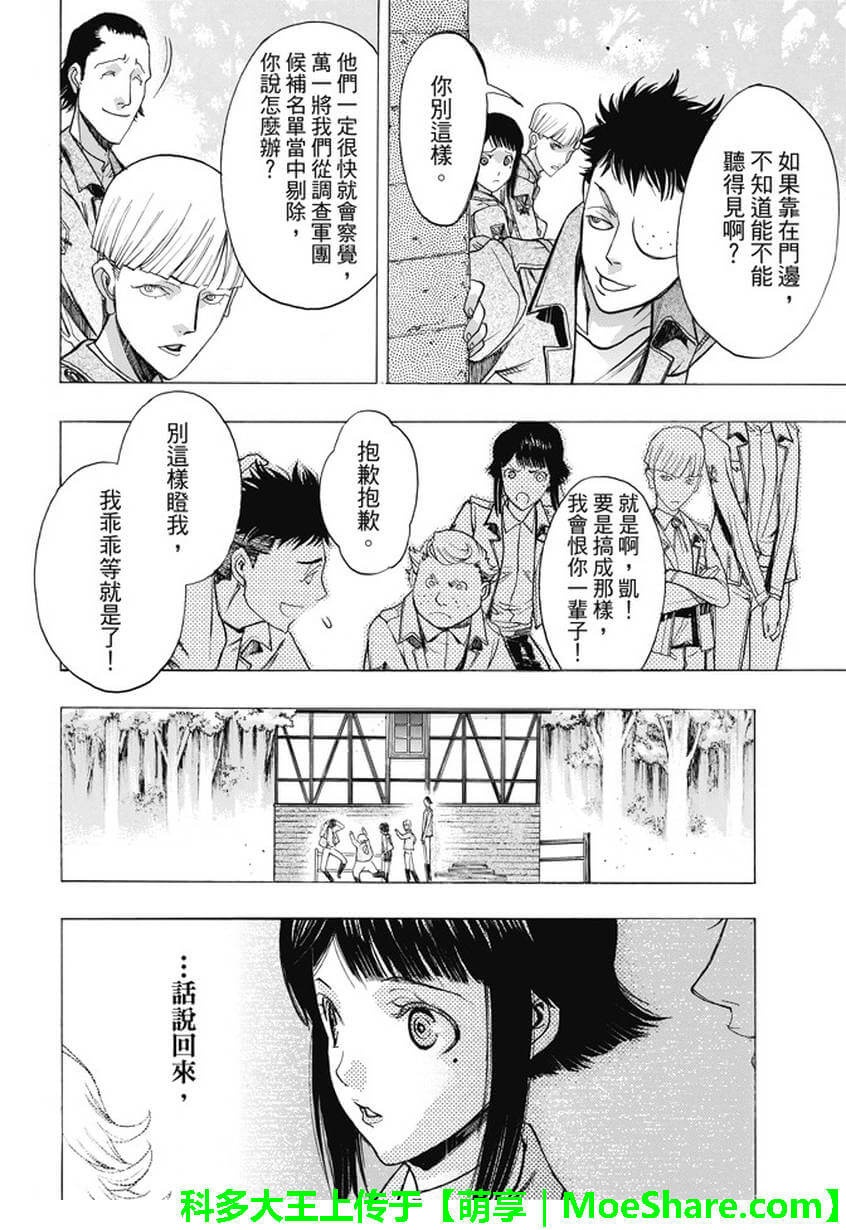 如果靠在門邊，
不知道能不能
聽得見啊？
你別這樣。
他們一定很快就會察覺，
萬一將我們從調查軍團
候補名單當中剔除，
你說怎麼辦？
就是啊，凱！
要是搞成那樣，
我會恨你一輩子！
抱歉抱歉。
別這樣瞪我，
我乖乖等就是了！
…話說回來，
科多大王上传于【萌享｜MoeShare.com】